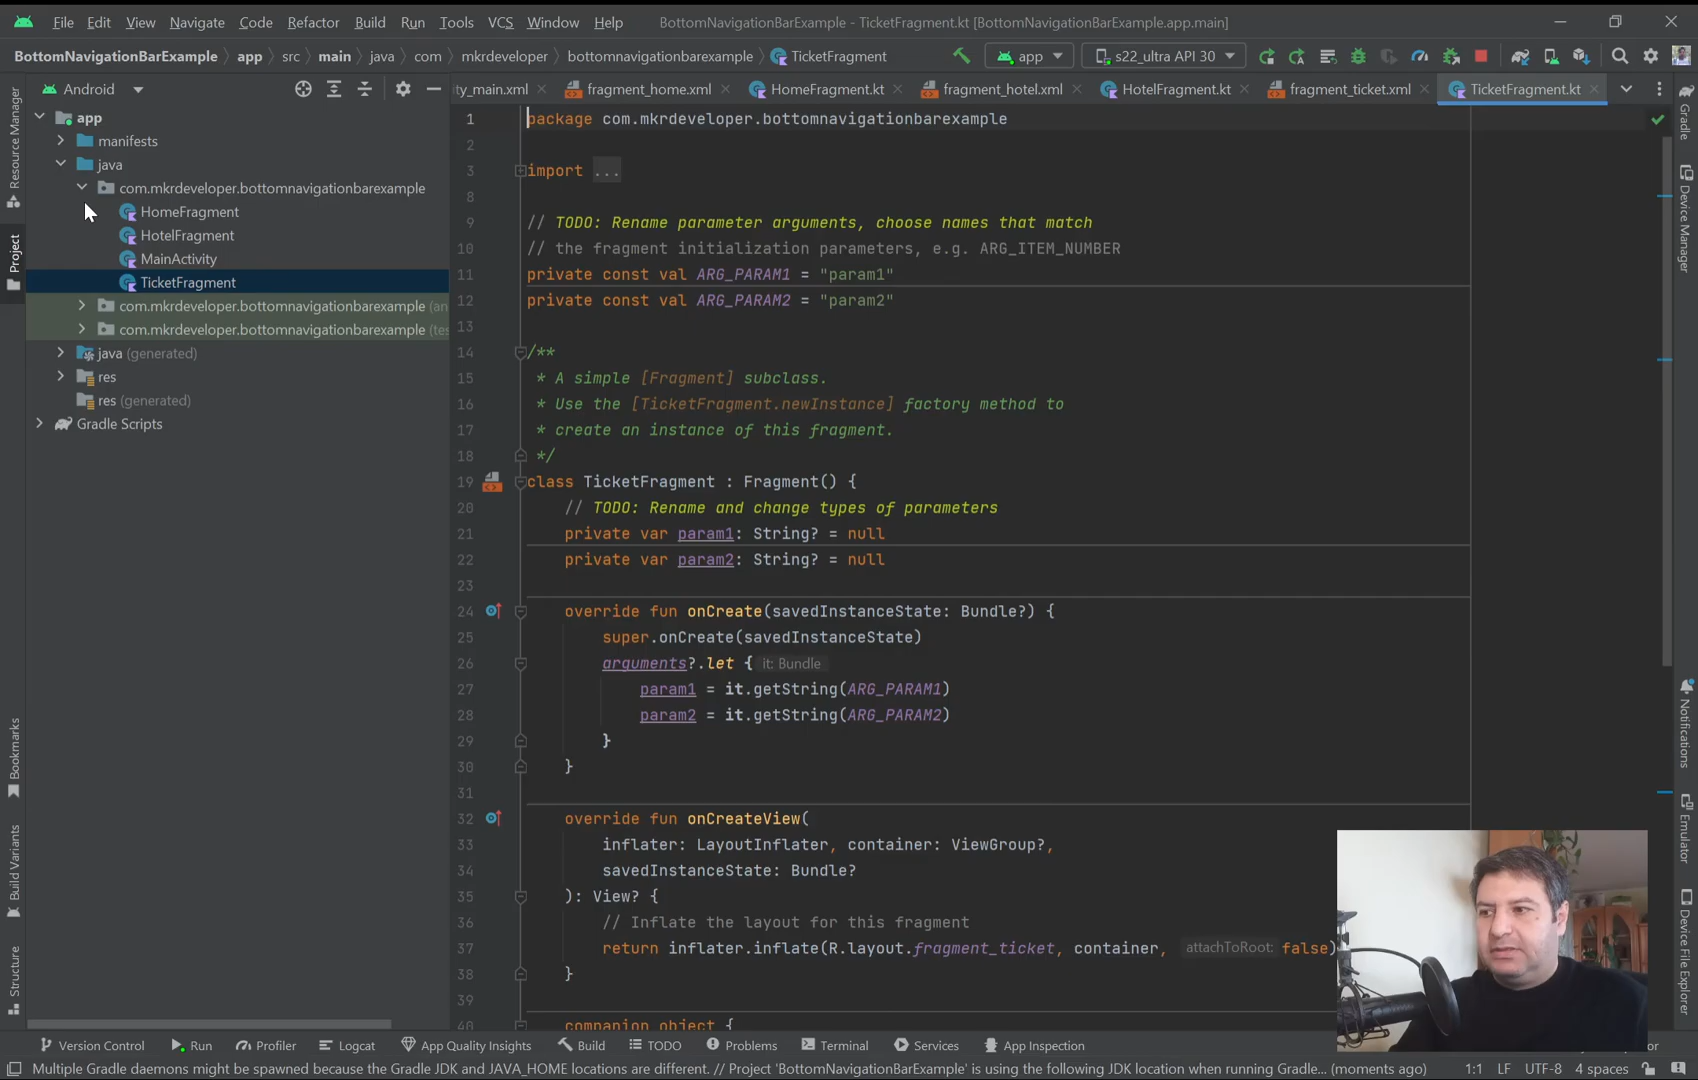 File Edit View Navigate Code Refactor Build Run Tools VCS Window Help BottomNavigationBarExample - TicketFragment.kt [BottomNavigationBarExample.app.main]
BottomNavigationBarExample app src main java com mkrdeveloper bottomnavigationbarexample TicketFragment app s22_ultra API 30
Android
ty_main.xml fragment_home.xml HomeFragment.kt fragment_hotel.xml HotelFragment.kt fragment_ticket.xml TicketFragment.kt
Resource Manager
Project
Bookmarks
Build Variants
Structure
app
manifests
java
com.mkrdeveloper.bottomnavigationbarexample
HomeFragment
HotelFragment
MainActivity
TicketFragment
com.mkrdeveloper.bottomnavigationbarexample (an
com.mkrdeveloper.bottomnavigationbarexample (tes
java (generated)
res
res (generated)
Gradle Scripts
1 package com.mkrdeveloper.bottomnavigationbarexample
2
3 import ...
8
9 // TODO: Rename parameter arguments, choose names that match
10 // the fragment initialization parameters, e.g. ARG_ITEM_NUMBER
11 private const val ARG_PARAM1 = "param1"
12 private const val ARG_PARAM2 = "param2"
13
14 /**
15 * A simple [Fragment] subclass.
16 * Use the [TicketFragment.newInstance] factory method to
17 * create an instance of this fragment.
18 */
19 class TicketFragment : Fragment() {
20 // TODO: Rename and change types of parameters
21 private var param1: String? = null
22 private var param2: String? = null
23
24 override fun onCreate(savedInstanceState: Bundle?) {
25 super.onCreate(savedInstanceState)
26 arguments?.let { it: Bundle
27 param1 = it.getString(ARG_PARAM1)
28 param2 = it.getString(ARG_PARAM2)
29 }
30 }
31
32 override fun onCreateView(
33 inflater: LayoutInflater, container: ViewGroup?,
34 savedInstanceState: Bundle?
35 ): View? {
36 // Inflate the layout for this fragment
37 return inflater.inflate(R.layout.fragment_ticket, container, attachToRoot: false)
38 }
39
40 companion object {
Gradle
Device Manager
Notifications
Emulator
Device File Explorer
Version Control Run Profiler Logcat App Quality Insights Build TODO Problems Terminal Services App Inspection
Multiple Gradle daemons might be spawned because the Gradle JDK and JAVA_HOME locations are different. // Project 'BottomNavigationBarExample' is using the following JDK location when running Gradle... (moments ago) 1:1 LF UTF-8 4 spaces